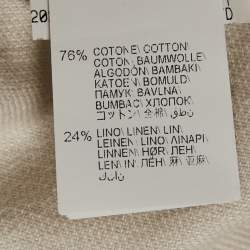 20
D
76% COTONE\ COTTON\
COTON\ BAUMWOLLE\
ALGODÓN\ BAMBAKI\
KATOEN\ BOMULD\
ПАМУК\ BAVLNA\
BUMBAC\ ХЛОПОК\
コットン\ 全棉\ قطن\
24% LINO\ LINEN\ LIN\
LEINEN\ LINO\ ΛΙΝΑΡΙ\
LINNEN\ HØR\ ЛЕН\
LEN\ IN\ ЛЁН\ 麻\ 亚麻\
كتان\